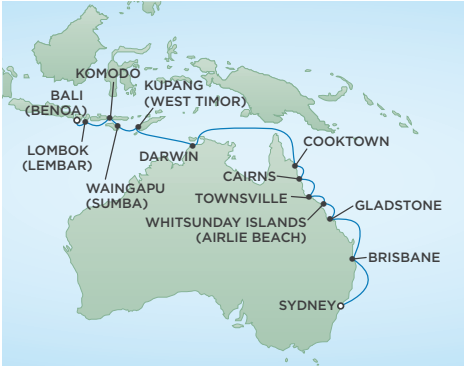 KOMODO
BALI
(BENOA)
KUPANG
(WEST TIMOR)
LOMBOK
(LEMBAR)
DARWIN
COOKTOWN
CAIRNS
WAINGAPU
(SUMBA)
TOWNSVILLE
GLADSTONE
WHITSUNDAY ISLANDS
(AIRLIE BEACH)
BRISBANE
SYDNEY